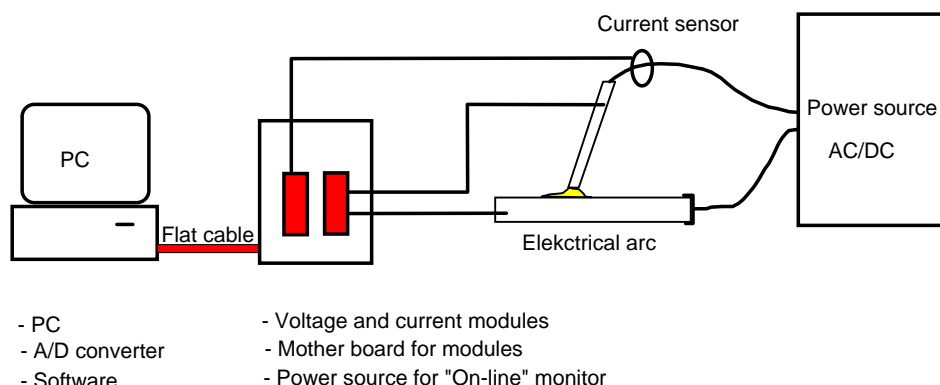 Current sensor
Power source
AC/DC
PC
Flat cable
Elekctrical arc
- PC
- A/D converter
- Software
- Voltage and current modules
- Mother board for modules
- Power source for "On-line" monitor